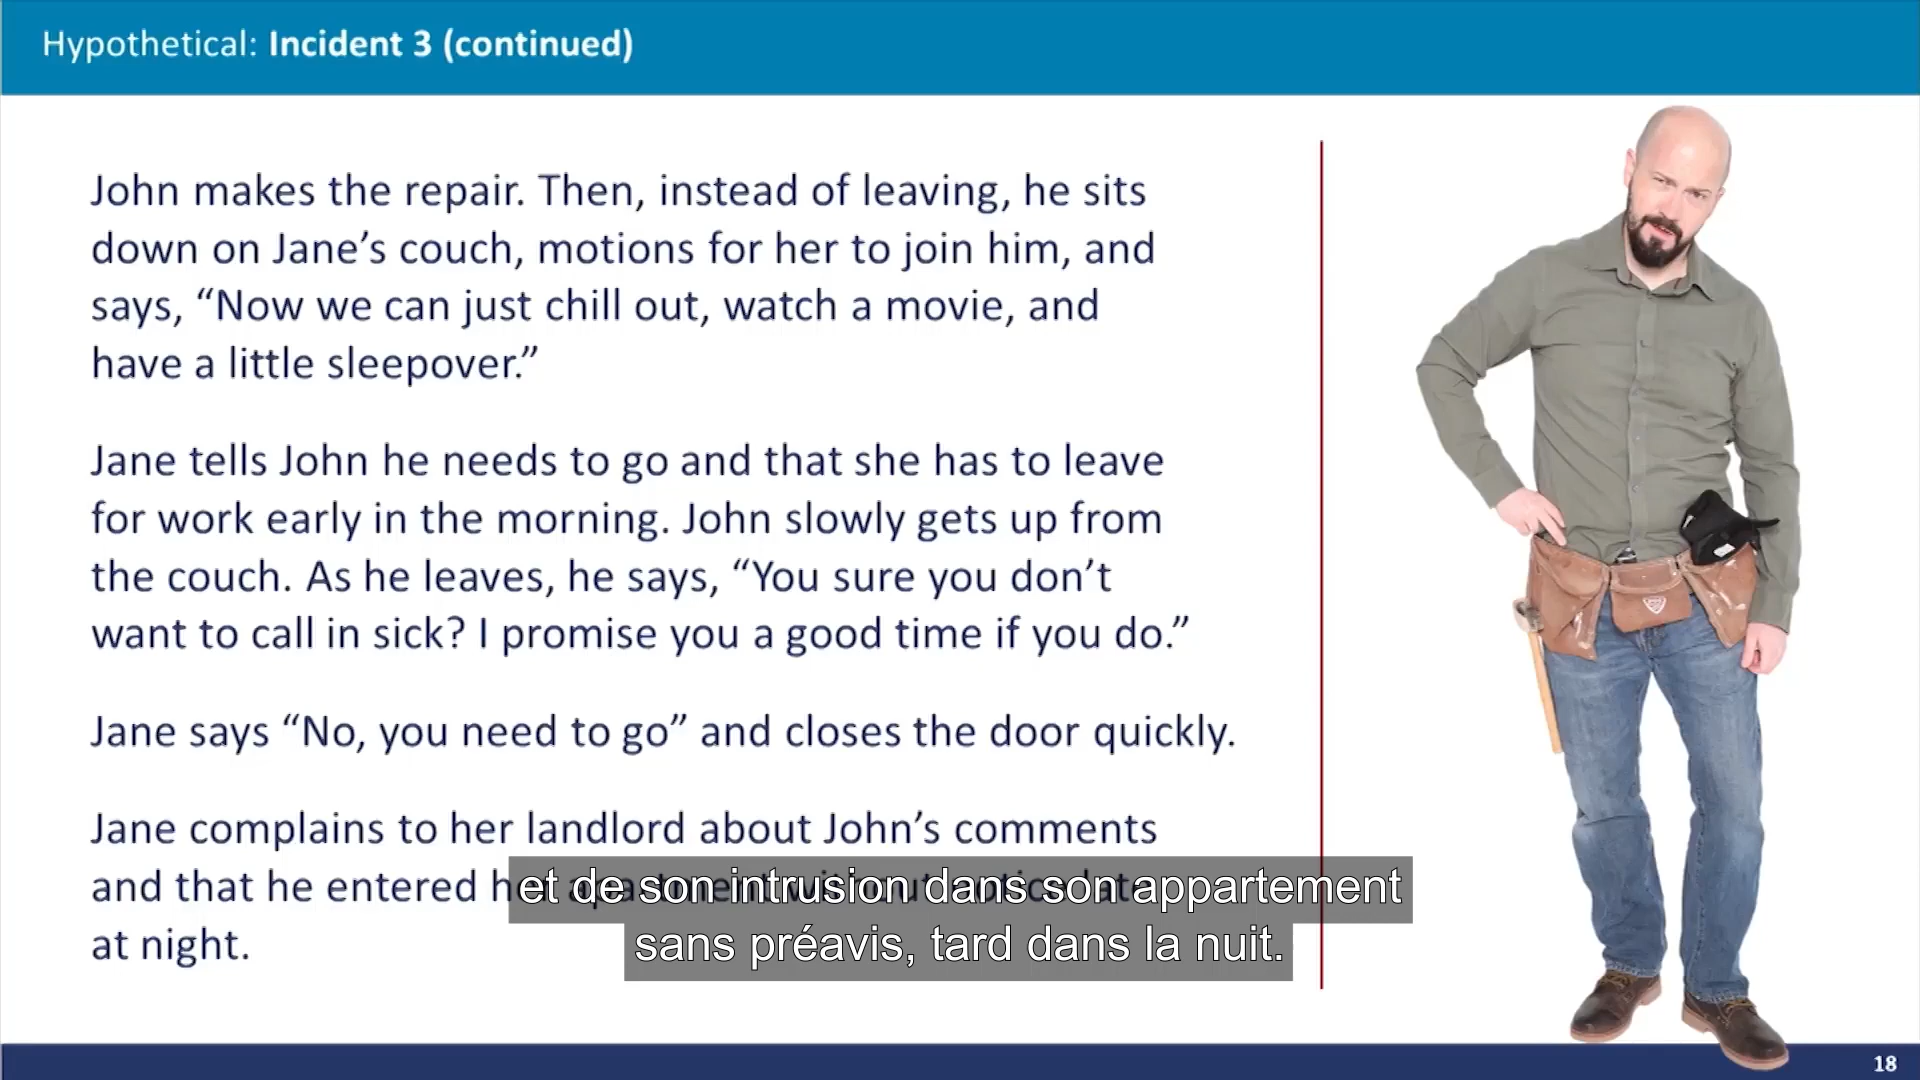 Hypothetical: Incident 3 (continued)
John makes the repair. Then, instead of leaving, he sits
down on Jane’s couch, motions for her to join him, and
says, “Now we can just chill out, watch a movie, and
have a little sleepover.”
Jane tells John he needs to go and that she has to leave
for work early in the morning. John slowly gets up from
the couch. As he leaves, he says, “You sure you don’t
want to call in sick? I promise you a good time if you do.”
Jane says “No, you need to go” and closes the door quickly.
Jane complains to her landlord about John’s comments
and that he entered her apartment without notice late
at night.
et de son intrusion dans son appartement
sans préavis, tard dans la nuit.
18